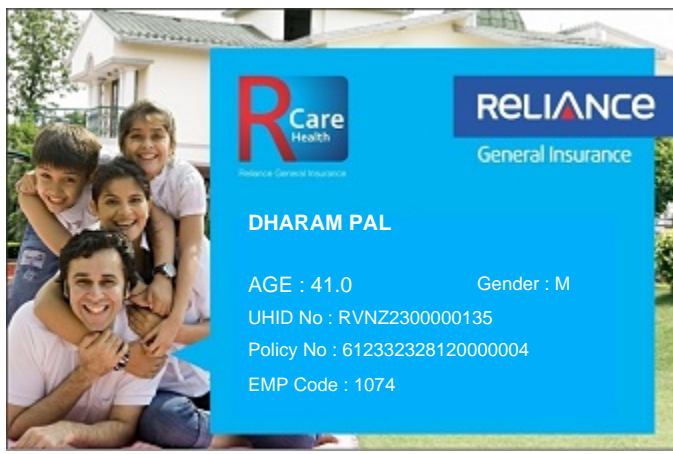 R Care
Health
Reliance General Insurance
RELIANCE
General Insurance
DHARAM PAL
AGE : 41.0 Gender : M
UHID No : RVNZ2300000135
Policy No : 612332328120000004
EMP Code : 1074